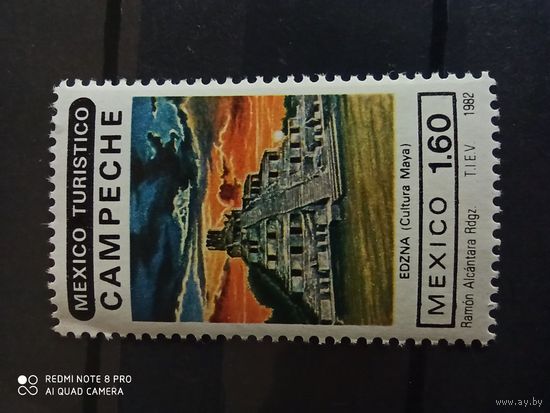 MEXICO TURISTICO
CAMPECHE
EDZNA (Cultura Maya)
MEXICO 1.60
Ramón Alcántara Rdgz T.I.E.V. 1982
REDMI NOTE 8 PRO
AI QUAD CAMERA
www.ay.by